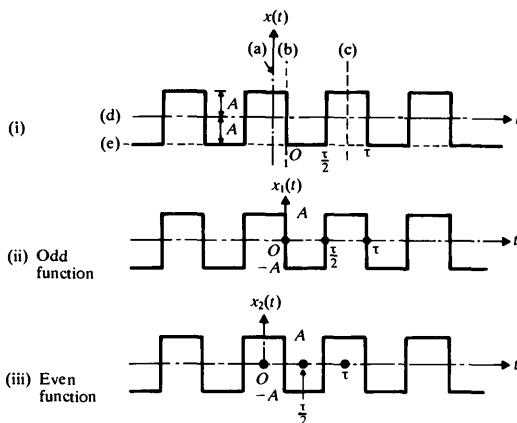 x(t)
(a) (b) (c)
(i)
(d)
(e)
A
A
O τ/2 τ
t
x₁(t)
A
(ii) Odd function
O
−A
τ/2 τ
t
x₂(t)
A
(iii) Even function
O
−A
τ/2
τ
t